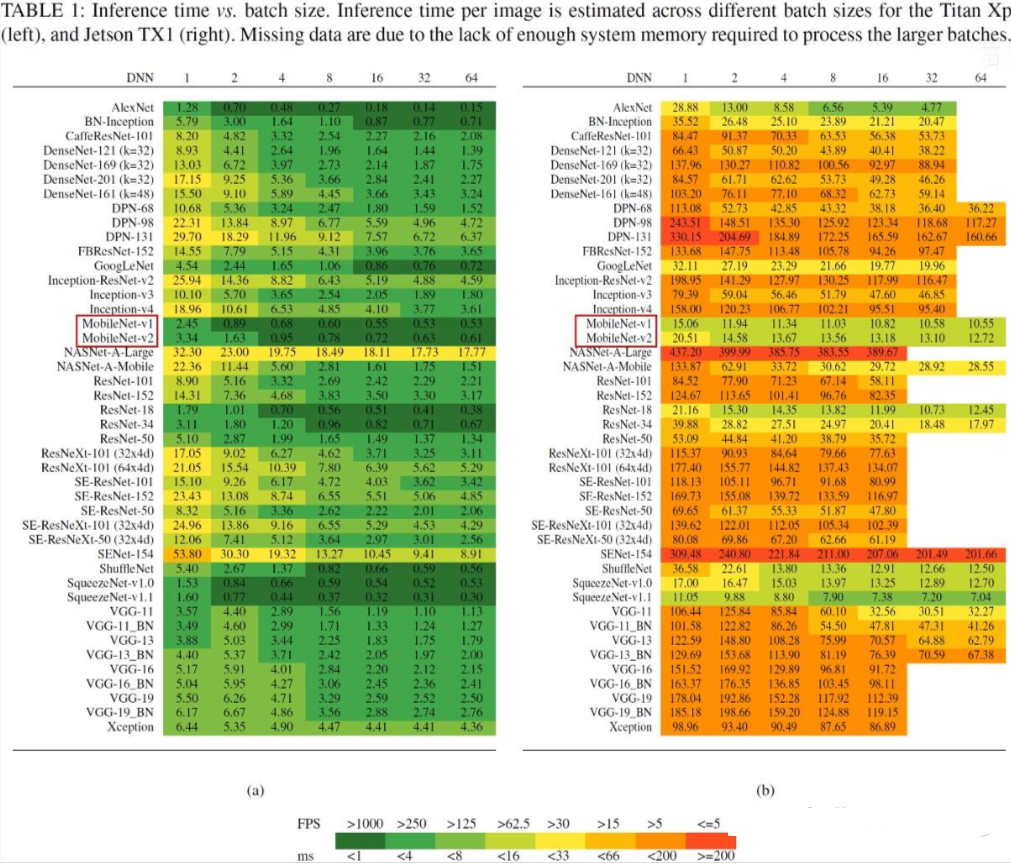 TABLE 1: Inference time vs. batch size. Inference time per image is estimated across different batch sizes for the Titan Xp
(left), and Jetson TX1 (right). Missing data are due to the lack of enough system memory required to process the larger batches.
DNN 1 2 4 8 16 32 64
AlexNet 1.28 0.70 0.48 0.27 0.18 0.14 0.15
BN-Inception 5.79 3.00 1.64 1.10 0.87 0.77 0.71
CaffeResNet-101 8.20 4.82 3.32 2.54 2.27 2.16 2.08
DenseNet-121 (k=32) 8.93 4.41 2.64 1.96 1.64 1.44 1.39
DenseNet-169 (k=32) 13.03 6.72 3.97 2.73 2.14 1.87 1.75
DenseNet-201 (k=32) 17.15 9.25 5.36 3.66 2.84 2.41 2.27
DenseNet-161 (k=48) 15.50 9.10 5.89 4.45 3.66 3.43 3.24
DPN-68 10.68 5.36 3.24 2.47 1.80 1.59 1.52
DPN-98 22.31 13.84 8.97 6.77 5.59 4.96 4.72
DPN-131 29.70 18.29 11.96 9.12 7.57 6.72 6.37
FBResNet-152 14.55 7.79 5.15 4.31 3.96 3.76 3.65
GoogLeNet 4.54 2.44 1.65 1.06 0.86 0.76 0.72
Inception-ResNet-v2 25.94 14.36 8.82 6.43 5.19 4.88 4.59
Inception-v3 10.10 5.70 3.65 2.54 2.05 1.89 1.80
Inception-v4 18.96 10.61 6.53 4.85 4.10 3.77 3.61
MobileNet-v1 2.45 0.89 0.68 0.60 0.55 0.53 0.53
MobileNet-v2 3.34 1.63 0.95 0.78 0.72 0.63 0.61
NASNet-A-Large 32.30 23.00 19.75 18.49 18.11 17.73 17.77
NASNet-A-Mobile 22.36 11.44 5.60 2.81 1.61 1.75 1.51
ResNet-101 8.90 5.16 3.32 2.69 2.42 2.29 2.21
ResNet-152 14.31 7.36 4.68 3.83 3.50 3.30 3.17
ResNet-18 1.79 1.01 0.70 0.56 0.51 0.41 0.38
ResNet-34 3.11 1.80 1.20 0.96 0.82 0.71 0.67
ResNet-50 5.10 2.87 1.99 1.65 1.49 1.37 1.34
ResNeXt-101 (32x4d) 17.05 9.02 6.27 4.62 3.71 3.25 3.11
ResNeXt-101 (64x4d) 21.05 15.54 10.39 7.80 6.39 5.62 5.29
SE-ResNet-101 15.10 9.26 6.17 4.72 4.03 3.62 3.42
SE-ResNet-152 23.43 13.08 8.74 6.55 5.51 5.06 4.85
SE-ResNet-50 8.32 5.16 3.36 2.62 2.22 2.01 2.06
SE-ResNeXt-101 (32x4d) 24.96 13.86 9.16 6.55 5.29 4.53 4.29
SE-ResNeXt-50 (32x4d) 12.06 7.41 5.12 3.64 2.97 3.01 2.56
SENet-154 53.80 30.30 19.32 13.27 10.45 9.41 8.91
ShuffleNet 5.40 2.67 1.37 0.82 0.66 0.59 0.56
SqueezeNet-v1.0 1.53 0.84 0.66 0.59 0.54 0.52 0.53
SqueezeNet-v1.1 1.60 0.77 0.44 0.37 0.32 0.31 0.30
VGG-11 3.57 4.40 2.89 1.56 1.19 1.10 1.13
VGG-11_BN 3.49 4.60 2.99 1.71 1.33 1.24 1.27
VGG-13 3.88 5.03 3.44 2.25 1.83 1.75 1.79
VGG-13_BN 4.40 5.37 3.71 2.42 2.05 1.97 2.00
VGG-16 5.17 5.91 4.01 2.84 2.20 2.12 2.15
VGG-16_BN 5.04 5.95 4.27 3.06 2.45 2.36 2.41
VGG-19 5.50 6.26 4.71 3.29 2.59 2.52 2.50
VGG-19_BN 6.17 6.67 4.86 3.56 2.88 2.74 2.76
Xception 6.44 5.35 4.90 4.47 4.41 4.41 4.36
(a)
DNN 1 2 4 8 16 32 64
AlexNet 28.88 13.00 8.58 6.56 5.39 4.77
BN-Inception 35.52 26.48 25.10 23.89 21.21 20.47
CaffeResNet-101 84.47 91.37 70.33 63.53 56.38 53.73
DenseNet-121 (k=32) 66.43 50.87 50.20 43.89 40.41 38.22
DenseNet-169 (k=32) 137.96 130.27 110.82 100.56 92.97 88.94
DenseNet-201 (k=32) 84.57 61.71 62.62 53.73 49.28 46.26
DenseNet-161 (k=48) 103.20 76.11 77.10 68.32 62.73 59.14
DPN-68 113.08 52.73 42.85 43.32 38.18 36.40 36.22
DPN-98 243.51 148.51 135.30 125.92 123.34 118.68 117.27
DPN-131 330.15 204.69 184.89 172.25 165.59 162.67 160.66
FBResNet-152 133.68 147.75 113.48 105.78 94.26 97.47
GoogLeNet 32.11 27.19 23.29 21.66 19.77 19.96
Inception-ResNet-v2 198.95 141.29 127.97 130.25 117.99 116.47
Inception-v3 79.39 59.04 56.46 51.79 47.60 46.85
Inception-v4 158.00 120.23 106.77 102.21 95.51 95.40
MobileNet-v1 15.06 11.94 11.34 11.03 10.82 10.58 10.55
MobileNet-v2 20.51 14.58 13.67 13.56 13.18 13.10 12.72
NASNet-A-Large 437.20 399.99 385.75 383.55 389.67
NASNet-A-Mobile 133.87 62.91 33.72 30.62 29.72 28.92 28.55
ResNet-101 84.52 77.90 71.23 67.14 58.11
ResNet-152 124.67 113.65 101.41 96.76 82.35
ResNet-18 21.16 15.30 14.35 13.82 11.99 10.73 12.45
ResNet-34 39.88 28.82 27.51 24.97 20.41 18.48 17.97
ResNet-50 53.09 44.84 41.20 38.79 35.72
ResNeXt-101 (32x4d) 115.37 90.93 84.64 79.66 77.63
ResNeXt-101 (64x4d) 177.40 155.77 144.82 137.43 134.07
SE-ResNet-101 118.13 105.11 96.71 91.68 80.99
SE-ResNet-152 169.73 155.08 139.72 133.59 116.97
SE-ResNet-50 69.65 61.37 55.33 51.87 47.80
SE-ResNeXt-101 (32x4d) 139.62 122.01 112.05 105.34 102.39
SE-ResNeXt-50 (32x4d) 80.08 69.86 67.20 62.66 61.19
SENet-154 309.48 240.80 221.84 211.00 207.06 201.49 201.66
ShuffleNet 36.58 22.61 13.80 13.36 12.91 12.66 12.50
SqueezeNet-v1.0 17.00 16.47 15.03 13.97 13.25 12.89 12.70
SqueezeNet-v1.1 11.05 9.88 8.80 7.90 7.38 7.20 7.04
VGG-11 106.44 125.84 85.84 60.10 32.56 30.51 32.27
VGG-11_BN 101.58 122.82 86.26 54.50 47.81 47.31 41.26
VGG-13 122.59 148.80 108.28 75.99 70.57 64.88 62.79
VGG-13_BN 129.69 153.68 113.90 81.19 76.39 70.59 67.38
VGG-16 151.52 169.92 129.89 96.81 91.72
VGG-16_BN 163.37 176.35 136.85 103.45 98.11
VGG-19 178.04 192.86 152.28 117.92 112.39
VGG-19_BN 185.18 198.66 159.20 124.88 119.15
Xception 98.96 93.40 90.49 87.65 86.89
(b)
FPS >1000 >250 >125 >62.5 >30 >15 >5 <=5
ms <1 <4 <8 <16 <33 <66 <200 >=200